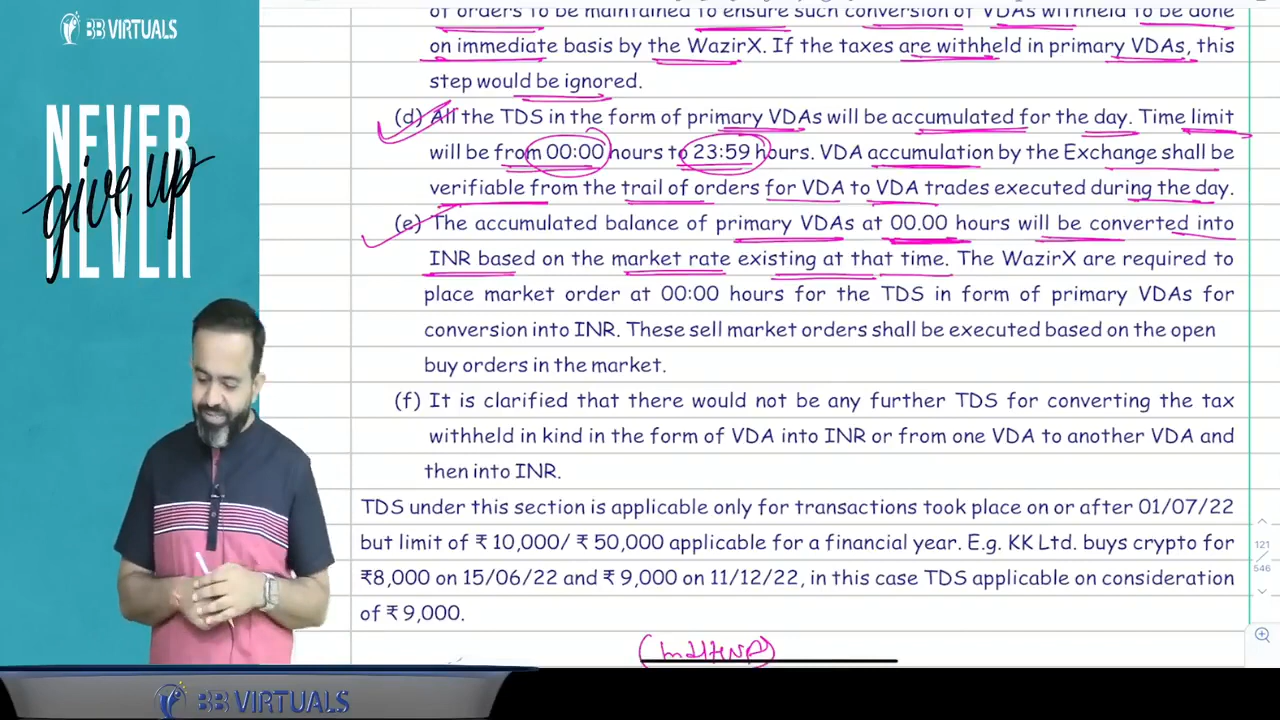 BB VIRTUALS
NEVER
give up
NEVER
of orders to be maintained to ensure such conversion of VDAs withheld to be done
on immediate basis by the WazirX. If the taxes are withheld in primary VDAs, this
step would be ignored.
(d) All the TDS in the form of primary VDAs will be accumulated for the day. Time limit
will be from 00:00 hours to 23:59 hours. VDA accumulation by the Exchange shall be
verifiable from the trail of orders for VDA to VDA trades executed during the day.
(e) The accumulated balance of primary VDAs at 00.00 hours will be converted into
INR based on the market rate existing at that time. The WazirX are required to
place market order at 00:00 hours for the TDS in form of primary VDAs for
conversion into INR. These sell market orders shall be executed based on the open
buy orders in the market.
(f) It is clarified that there would not be any further TDS for converting the tax
withheld in kind in the form of VDA into INR or from one VDA to another VDA and
then into INR.
TDS under this section is applicable only for transactions took place on or after 01/07/22
but limit of ₹ 10,000/ ₹ 50,000 applicable for a financial year. E.g. KK Ltd. buys crypto for
₹8,000 on 15/06/22 and ₹ 9,000 on 11/12/22, in this case TDS applicable on consideration
of ₹ 9,000.
121
546
BB VIRTUALS